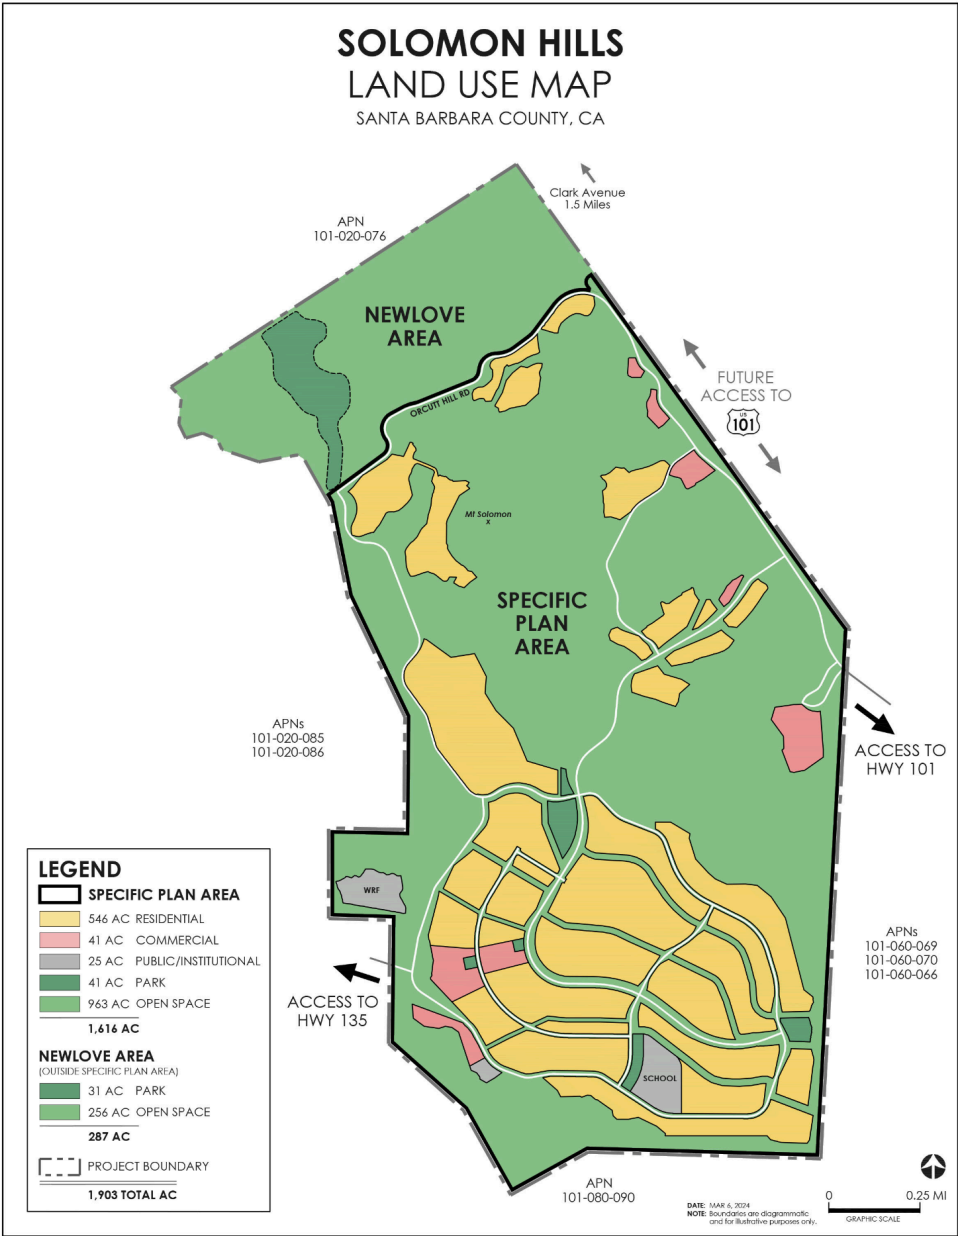 SOLOMON HILLS
LAND USE MAP
SANTA BARBARA COUNTY, CA
Clark Avenue
1.5 Miles
APN
101-020-076
NEWLOVE
AREA
ORCUTT HILL RD
FUTURE
ACCESS TO
US
101
Mt Solomon
x
SPECIFIC
PLAN
AREA
APNs
101-020-085
101-020-086
ACCESS TO
HWY 101
WRF
APNs
101-060-069
101-060-070
101-060-066
ACCESS TO
HWY 135
SCHOOL
LEGEND
SPECIFIC PLAN AREA
546 AC RESIDENTIAL
41 AC COMMERCIAL
25 AC PUBLIC/INSTITUTIONAL
41 AC PARK
963 AC OPEN SPACE
1,616 AC
NEWLOVE AREA
(OUTSIDE SPECIFIC PLAN AREA)
31 AC PARK
256 AC OPEN SPACE
287 AC
PROJECT BOUNDARY
1,903 TOTAL AC
APN
101-080-090
DATE: MAR 6, 2024
NOTE: Boundaries are diagrammatic
and for illustrative purposes only.
0 0.25 MI
GRAPHIC SCALE